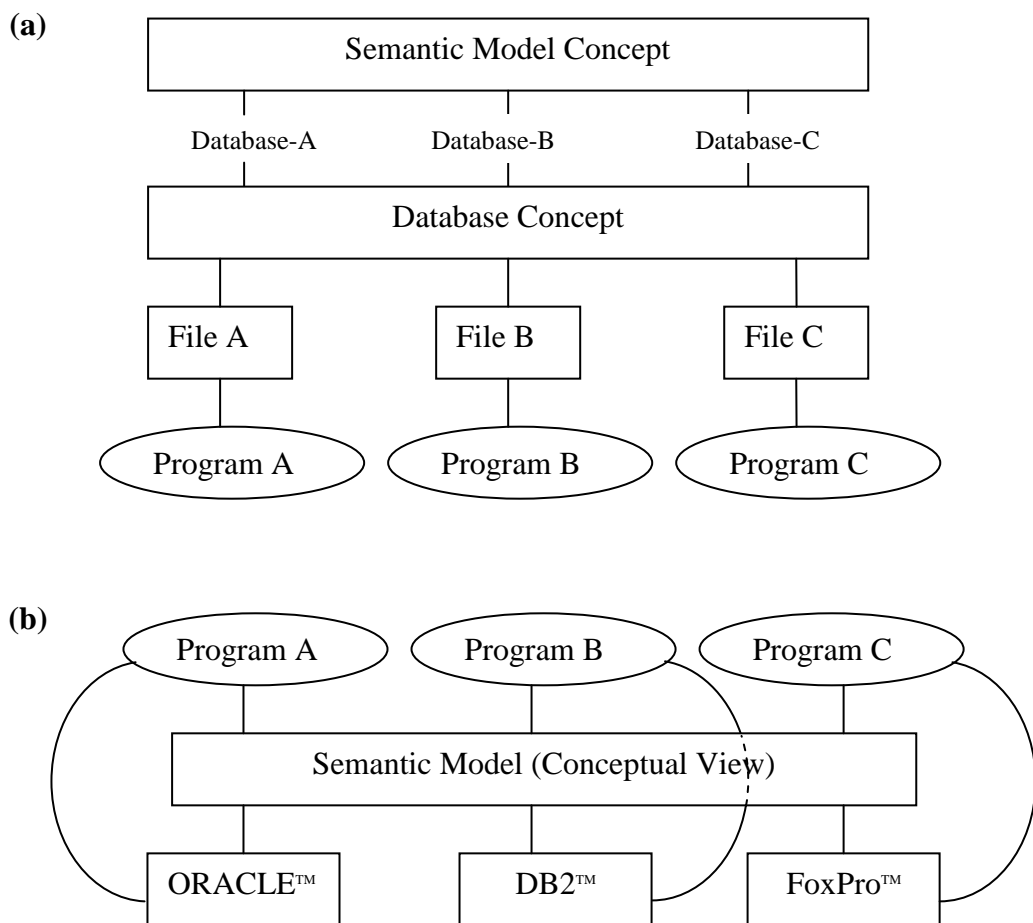 (a)
Semantic Model Concept
Database-A Database-B Database-C
Database Concept
File A File B File C
Program A Program B Program C
(b)
Program A Program B Program C
Semantic Model (Conceptual View)
ORACLE™ DB2™ FoxPro™